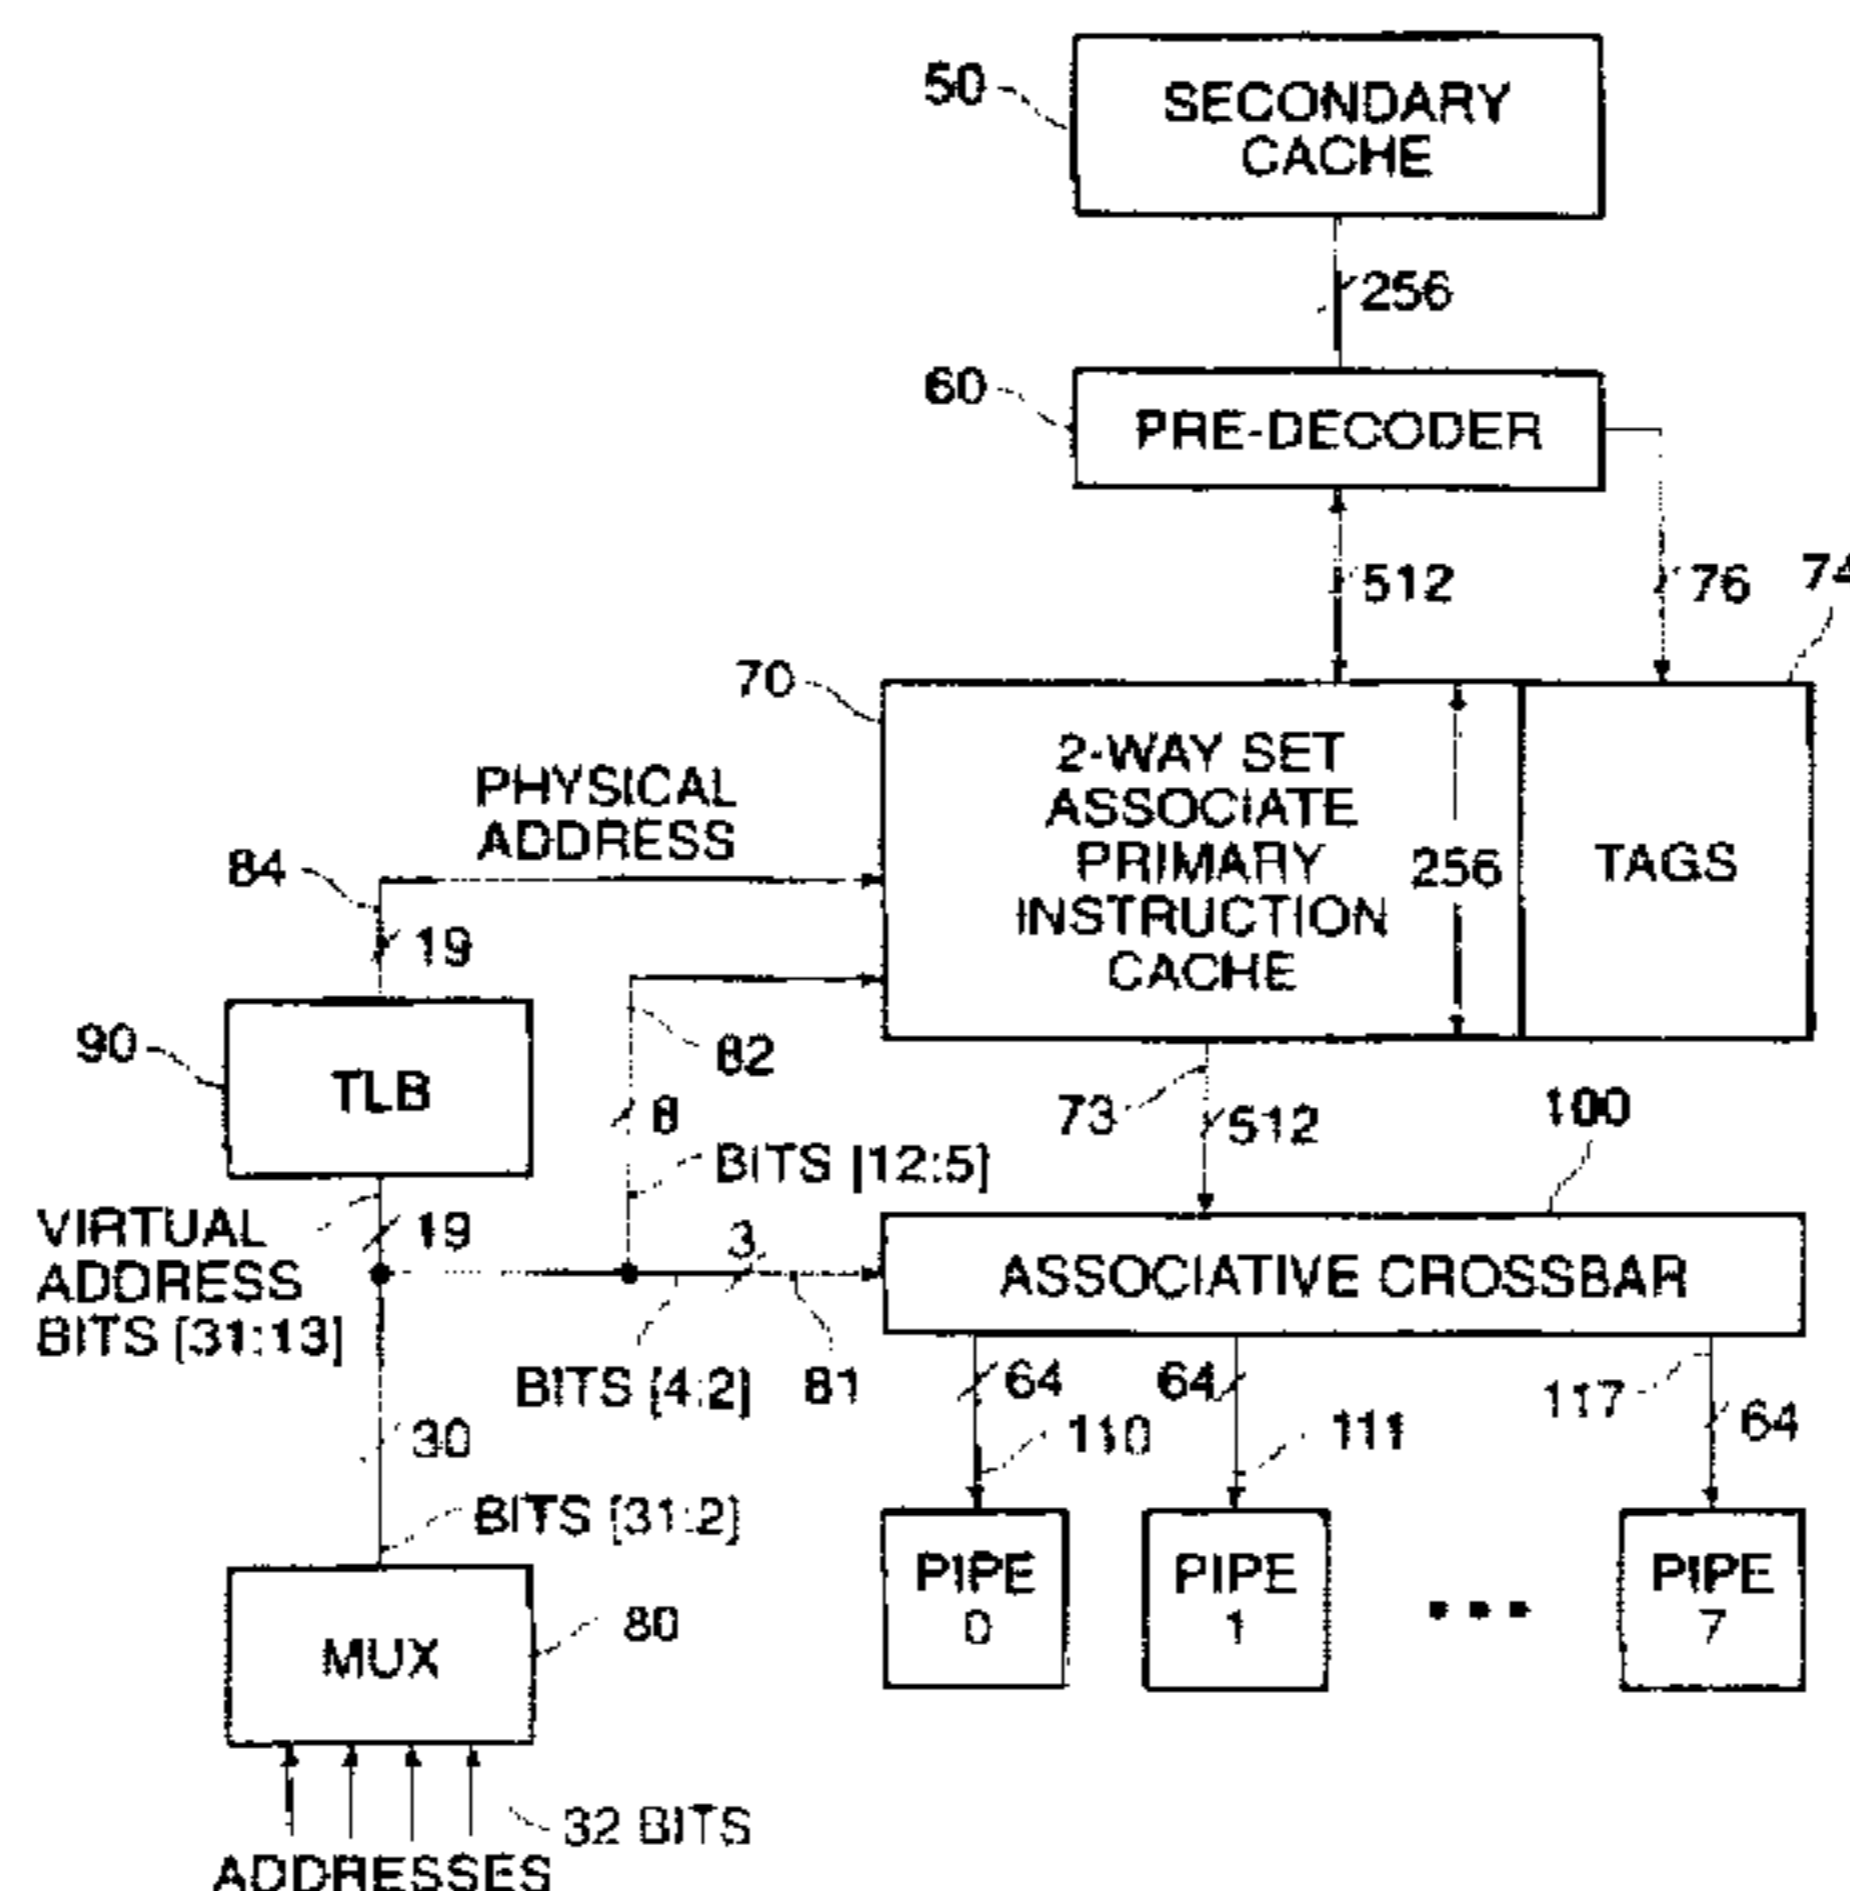 50
SECONDARY
CACHE
256
60
PRE-DECODER
512
76
74
70
2-WAY SET
ASSOCIATE
PRIMARY
INSTRUCTION
CACHE
256
TAGS
PHYSICAL
ADDRESS
84
19
82
90
TLB
8
73
512
100
BITS [12:5]
VIRTUAL
ADDRESS
BITS [31:13]
19
3
ASSOCIATIVE CROSSBAR
BITS [4:2]
81
64
64
117
64
110
111
30
BITS [31:2]
PIPE
0
PIPE
1
PIPE
7
MUX
80
32 BITS
ADDRESSES